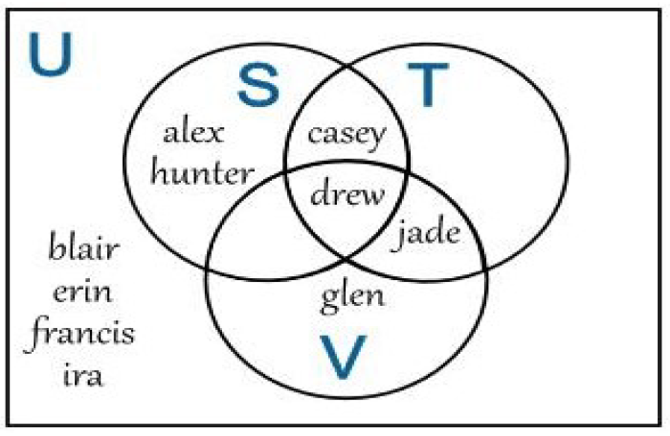 U
S
T
alex
hunter
casey
drew
jade
blair
erin
francis
ira
glen
V